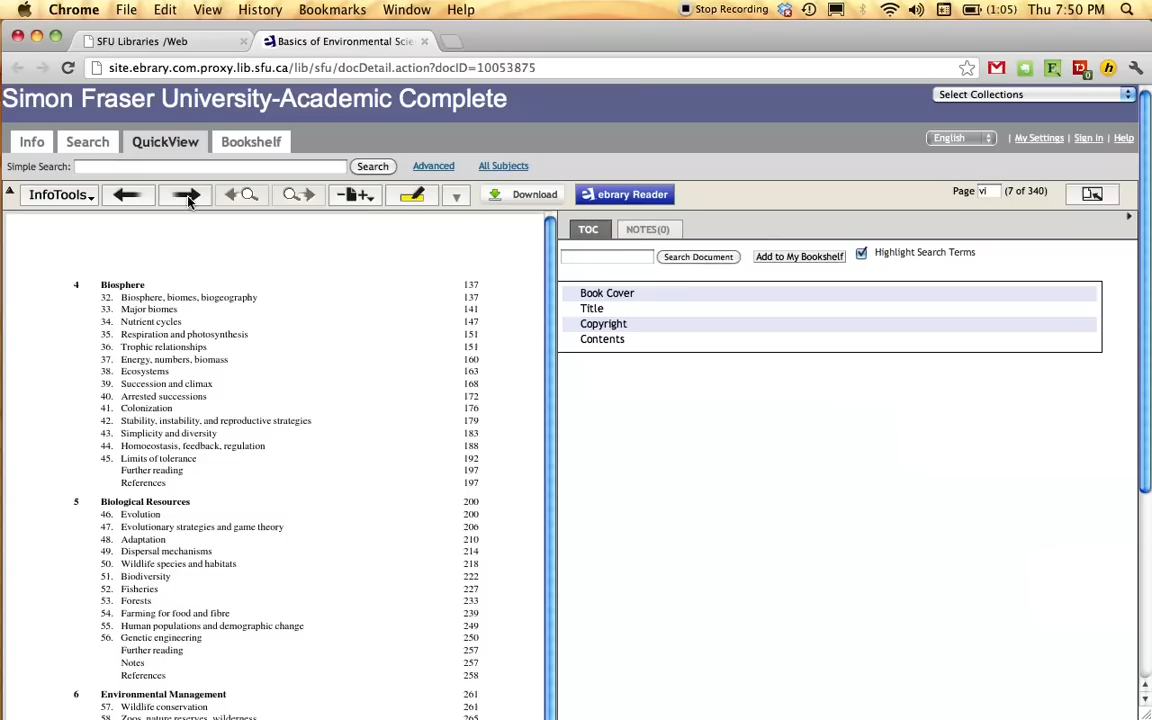 Chrome File Edit View History Bookmarks Window Help Stop Recording (1:05) Thu 7:50 PM
SFU Libraries /Web Basics of Environmental Scie
site.ebrary.com.proxy.lib.sfu.ca/lib/sfu/docDetail.action?docID=10053875
Simon Fraser University-Academic Complete Select Collections
Info Search QuickView Bookshelf English | My Settings | Sign In | Help
Simple Search: Search Advanced All Subjects
InfoTools Download ebrary Reader Page vi (7 of 340)
TOC NOTES(0)
Search Document Add to My Bookshelf Highlight Search Terms
Book Cover
Title
Copyright
Contents
4 Biosphere 137
32. Biosphere, biomes, biogeography 137
33. Major biomes 141
34. Nutrient cycles 147
35. Respiration and photosynthesis 151
36. Trophic relationships 151
37. Energy, numbers, biomass 160
38. Ecosystems 163
39. Succession and climax 168
40. Arrested successions 172
41. Colonization 176
42. Stability, instability, and reproductive strategies 179
43. Simplicity and diversity 183
44. Homoeostasis, feedback, regulation 188
45. Limits of tolerance 192
Further reading 197
References 197
5 Biological Resources 200
46. Evolution 200
47. Evolutionary strategies and game theory 206
48. Adaptation 210
49. Dispersal mechanisms 214
50. Wildlife species and habitats 218
51. Biodiversity 222
52. Fisheries 227
53. Forests 233
54. Farming for food and fibre 239
55. Human populations and demographic change 249
56. Genetic engineering 250
Further reading 257
Notes 257
References 258
6 Environmental Management 261
57. Wildlife conservation 261
58. Zoos, nature reserves, wilderness 265